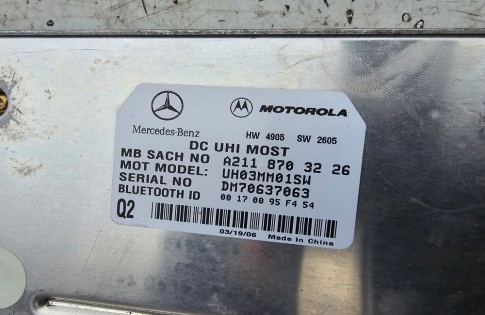 Mercedes-Benz MOTOROLA
HW 4905 SW 2605
DC UHI MOST
MB SACH NO A211 870 32 26
MOT MODEL: UH03MM01SW
SERIAL NO DM70637063
BLUETOOTH ID 00 17 00 95 F4 54
Q2
03/19/06 Made in China